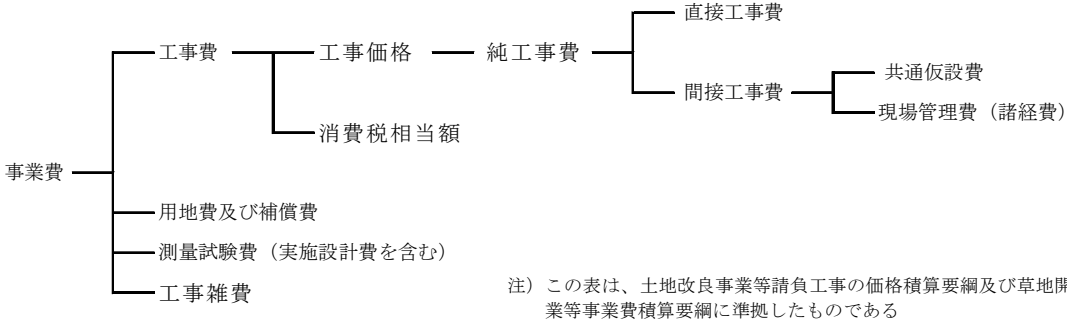 直接工事費
工事費
工事価格
純工事費
間接工事費
共通仮設費
現場管理費（諸経費）
消費税相当額
事業費
用地費及び補償費
測量試験費（実施設計費を含む）
工事雑費
注）この表は、土地改良事業等請負工事の価格積算要綱及び草地開
業等事業費積算要綱に準拠したものである